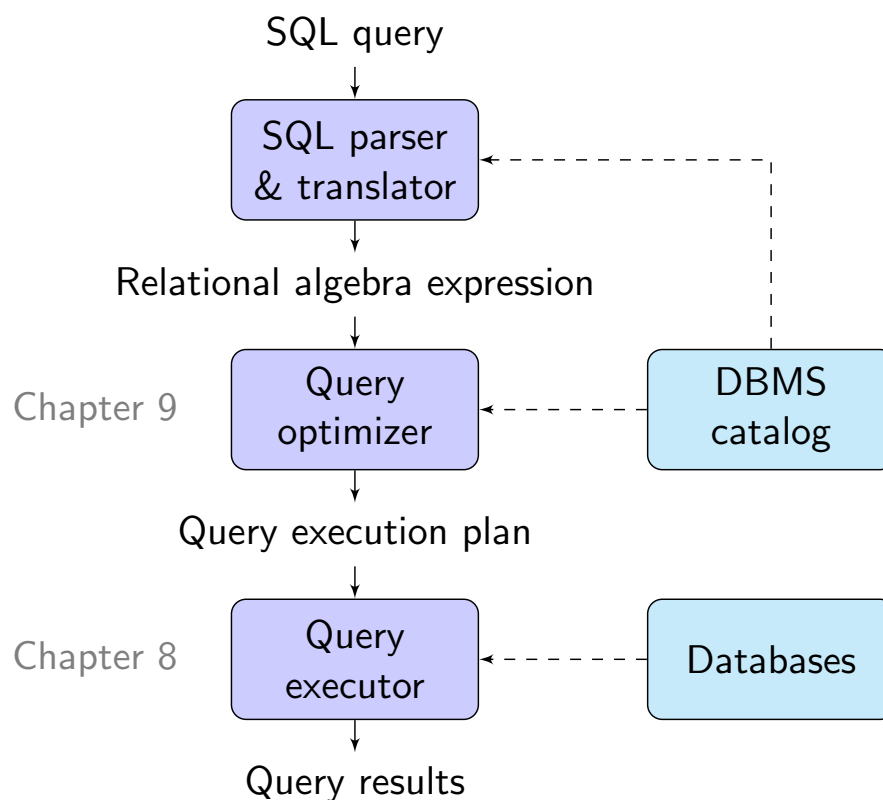 SQL query
SQL parser
& translator
Relational algebra expression
Chapter 9
Query
optimizer
DBMS
catalog
Query execution plan
Chapter 8
Query
executor
Databases
Query results